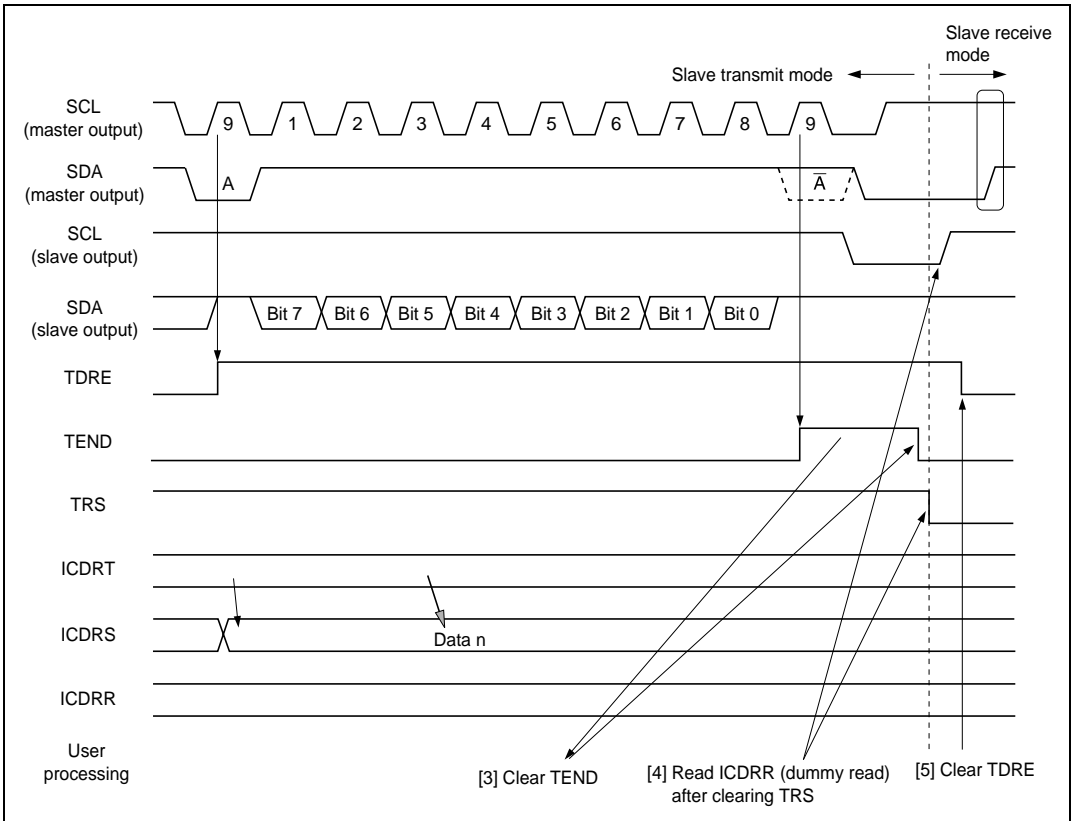 Slave receive
mode
Slave transmit mode
SCL
(master output)
9 1 2 3 4 5 6 7 8 9
SDA
(master output)
A A̅
SCL
(slave output)
SDA
(slave output)
Bit 7 Bit 6 Bit 5 Bit 4 Bit 3 Bit 2 Bit 1 Bit 0
TDRE
TEND
TRS
ICDRT
ICDRS
Data n
ICDRR
User
processing
[3] Clear TEND
[4] Read ICDRR (dummy read)
after clearing TRS
[5] Clear TDRE